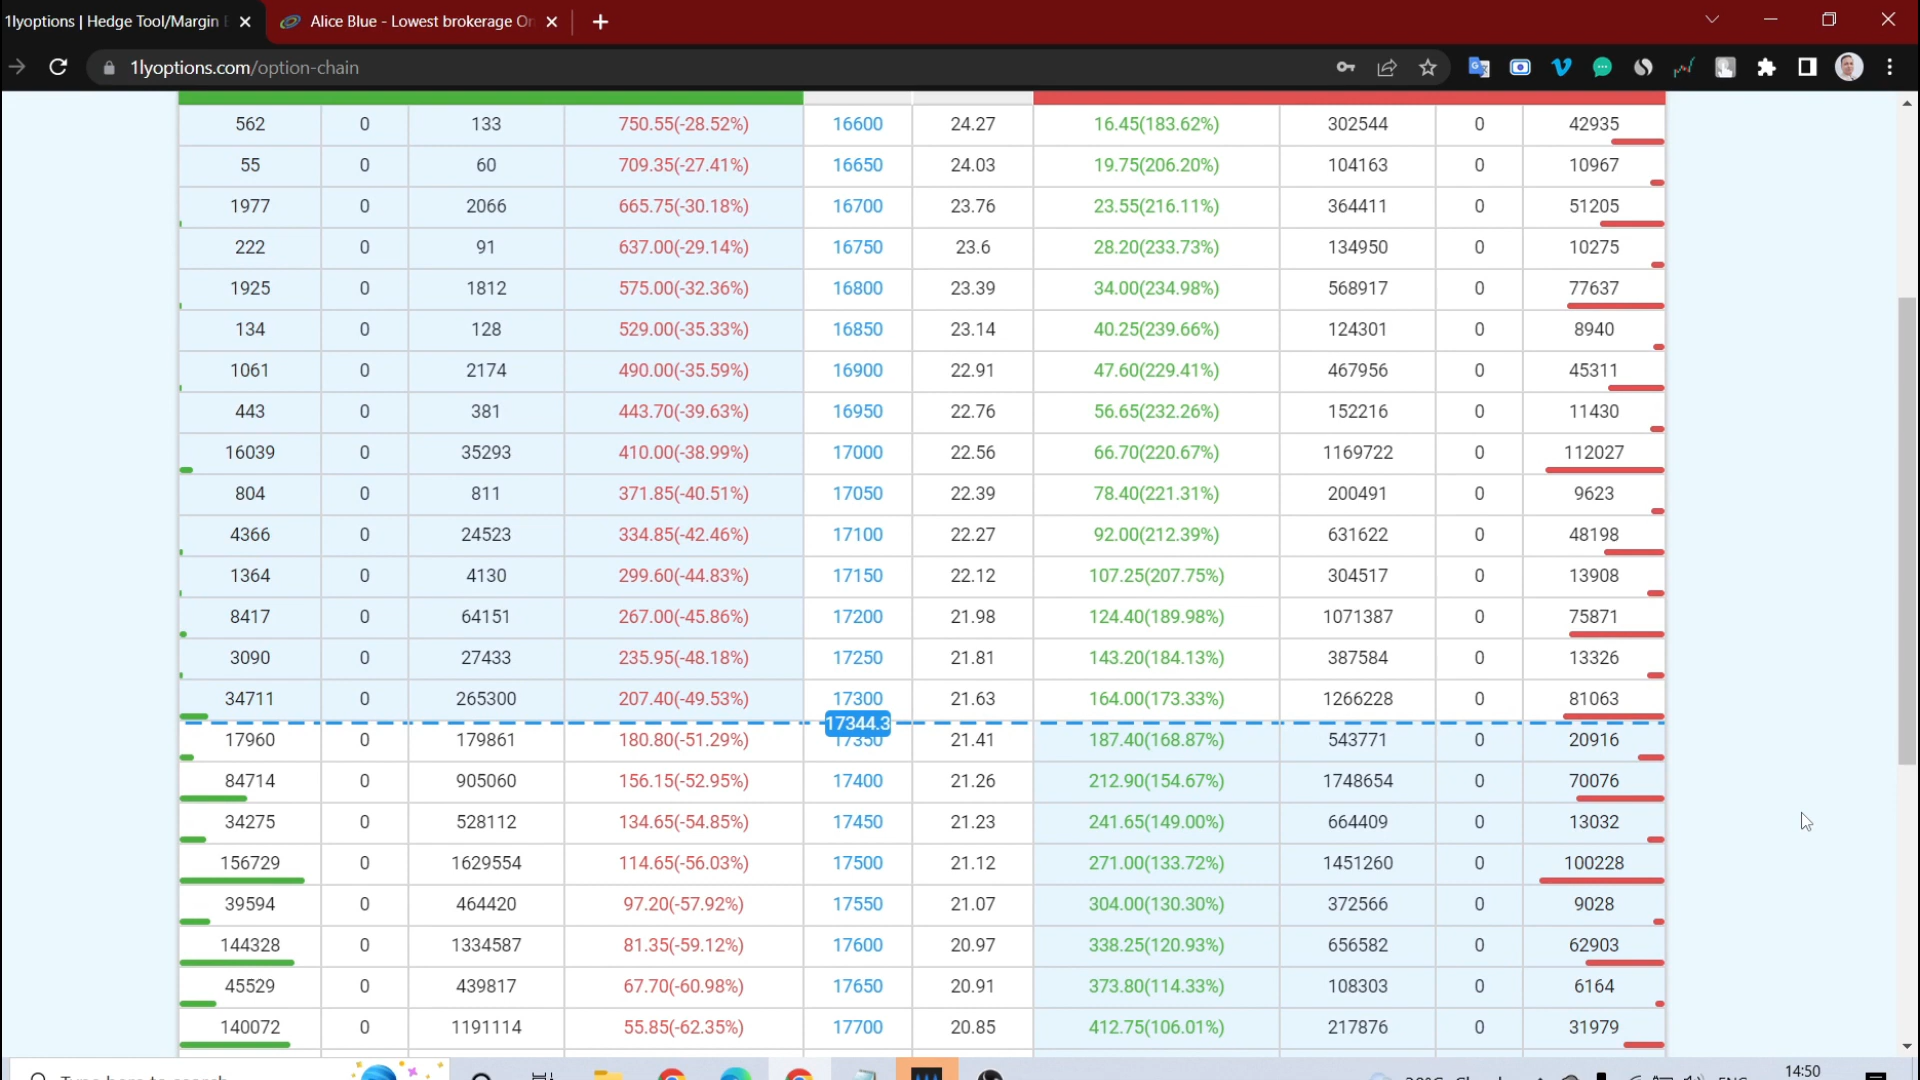 1lyoptions | Hedge Tool/Margin
Alice Blue - Lowest brokerage On
1lyoptions.com/option-chain
562 0 133 750.55(-28.52%) 16600 24.27 16.45(183.62%) 302544 0 42935
55 0 60 709.35(-27.41%) 16650 24.03 19.75(206.20%) 104163 0 10967
1977 0 2066 665.75(-30.18%) 16700 23.76 23.55(216.11%) 364411 0 51205
222 0 91 637.00(-29.14%) 16750 23.6 28.20(233.73%) 134950 0 10275
1925 0 1812 575.00(-32.36%) 16800 23.39 34.00(234.98%) 568917 0 77637
134 0 128 529.00(-35.33%) 16850 23.14 40.25(239.66%) 124301 0 8940
1061 0 2174 490.00(-35.59%) 16900 22.91 47.60(229.41%) 467956 0 45311
443 0 381 443.70(-39.63%) 16950 22.76 56.65(232.26%) 152216 0 11430
16039 0 35293 410.00(-38.99%) 17000 22.56 66.70(220.67%) 1169722 0 112027
804 0 811 371.85(-40.51%) 17050 22.39 78.40(221.31%) 200491 0 9623
4366 0 24523 334.85(-42.46%) 17100 22.27 92.00(212.39%) 631622 0 48198
1364 0 4130 299.60(-44.83%) 17150 22.12 107.25(207.75%) 304517 0 13908
8417 0 64151 267.00(-45.86%) 17200 21.98 124.40(189.98%) 1071387 0 75871
3090 0 27433 235.95(-48.18%) 17250 21.81 143.20(184.13%) 387584 0 13326
34711 0 265300 207.40(-49.53%) 17300 21.63 164.00(173.33%) 1266228 0 81063
17344.3
17960 0 179861 180.80(-51.29%) 17350 21.41 187.40(168.87%) 543771 0 20916
84714 0 905060 156.15(-52.95%) 17400 21.26 212.90(154.67%) 1748654 0 70076
34275 0 528112 134.65(-54.85%) 17450 21.23 241.65(149.00%) 664409 0 13032
156729 0 1629554 114.65(-56.03%) 17500 21.12 271.00(133.72%) 1451260 0 100228
39594 0 464420 97.20(-57.92%) 17550 21.07 304.00(130.30%) 372566 0 9028
144328 0 1334587 81.35(-59.12%) 17600 20.97 338.25(120.93%) 656582 0 62903
45529 0 439817 67.70(-60.98%) 17650 20.91 373.80(114.33%) 108303 0 6164
140072 0 1191114 55.85(-62.35%) 17700 20.85 412.75(106.01%) 217876 0 31979
Type here to search
14:50